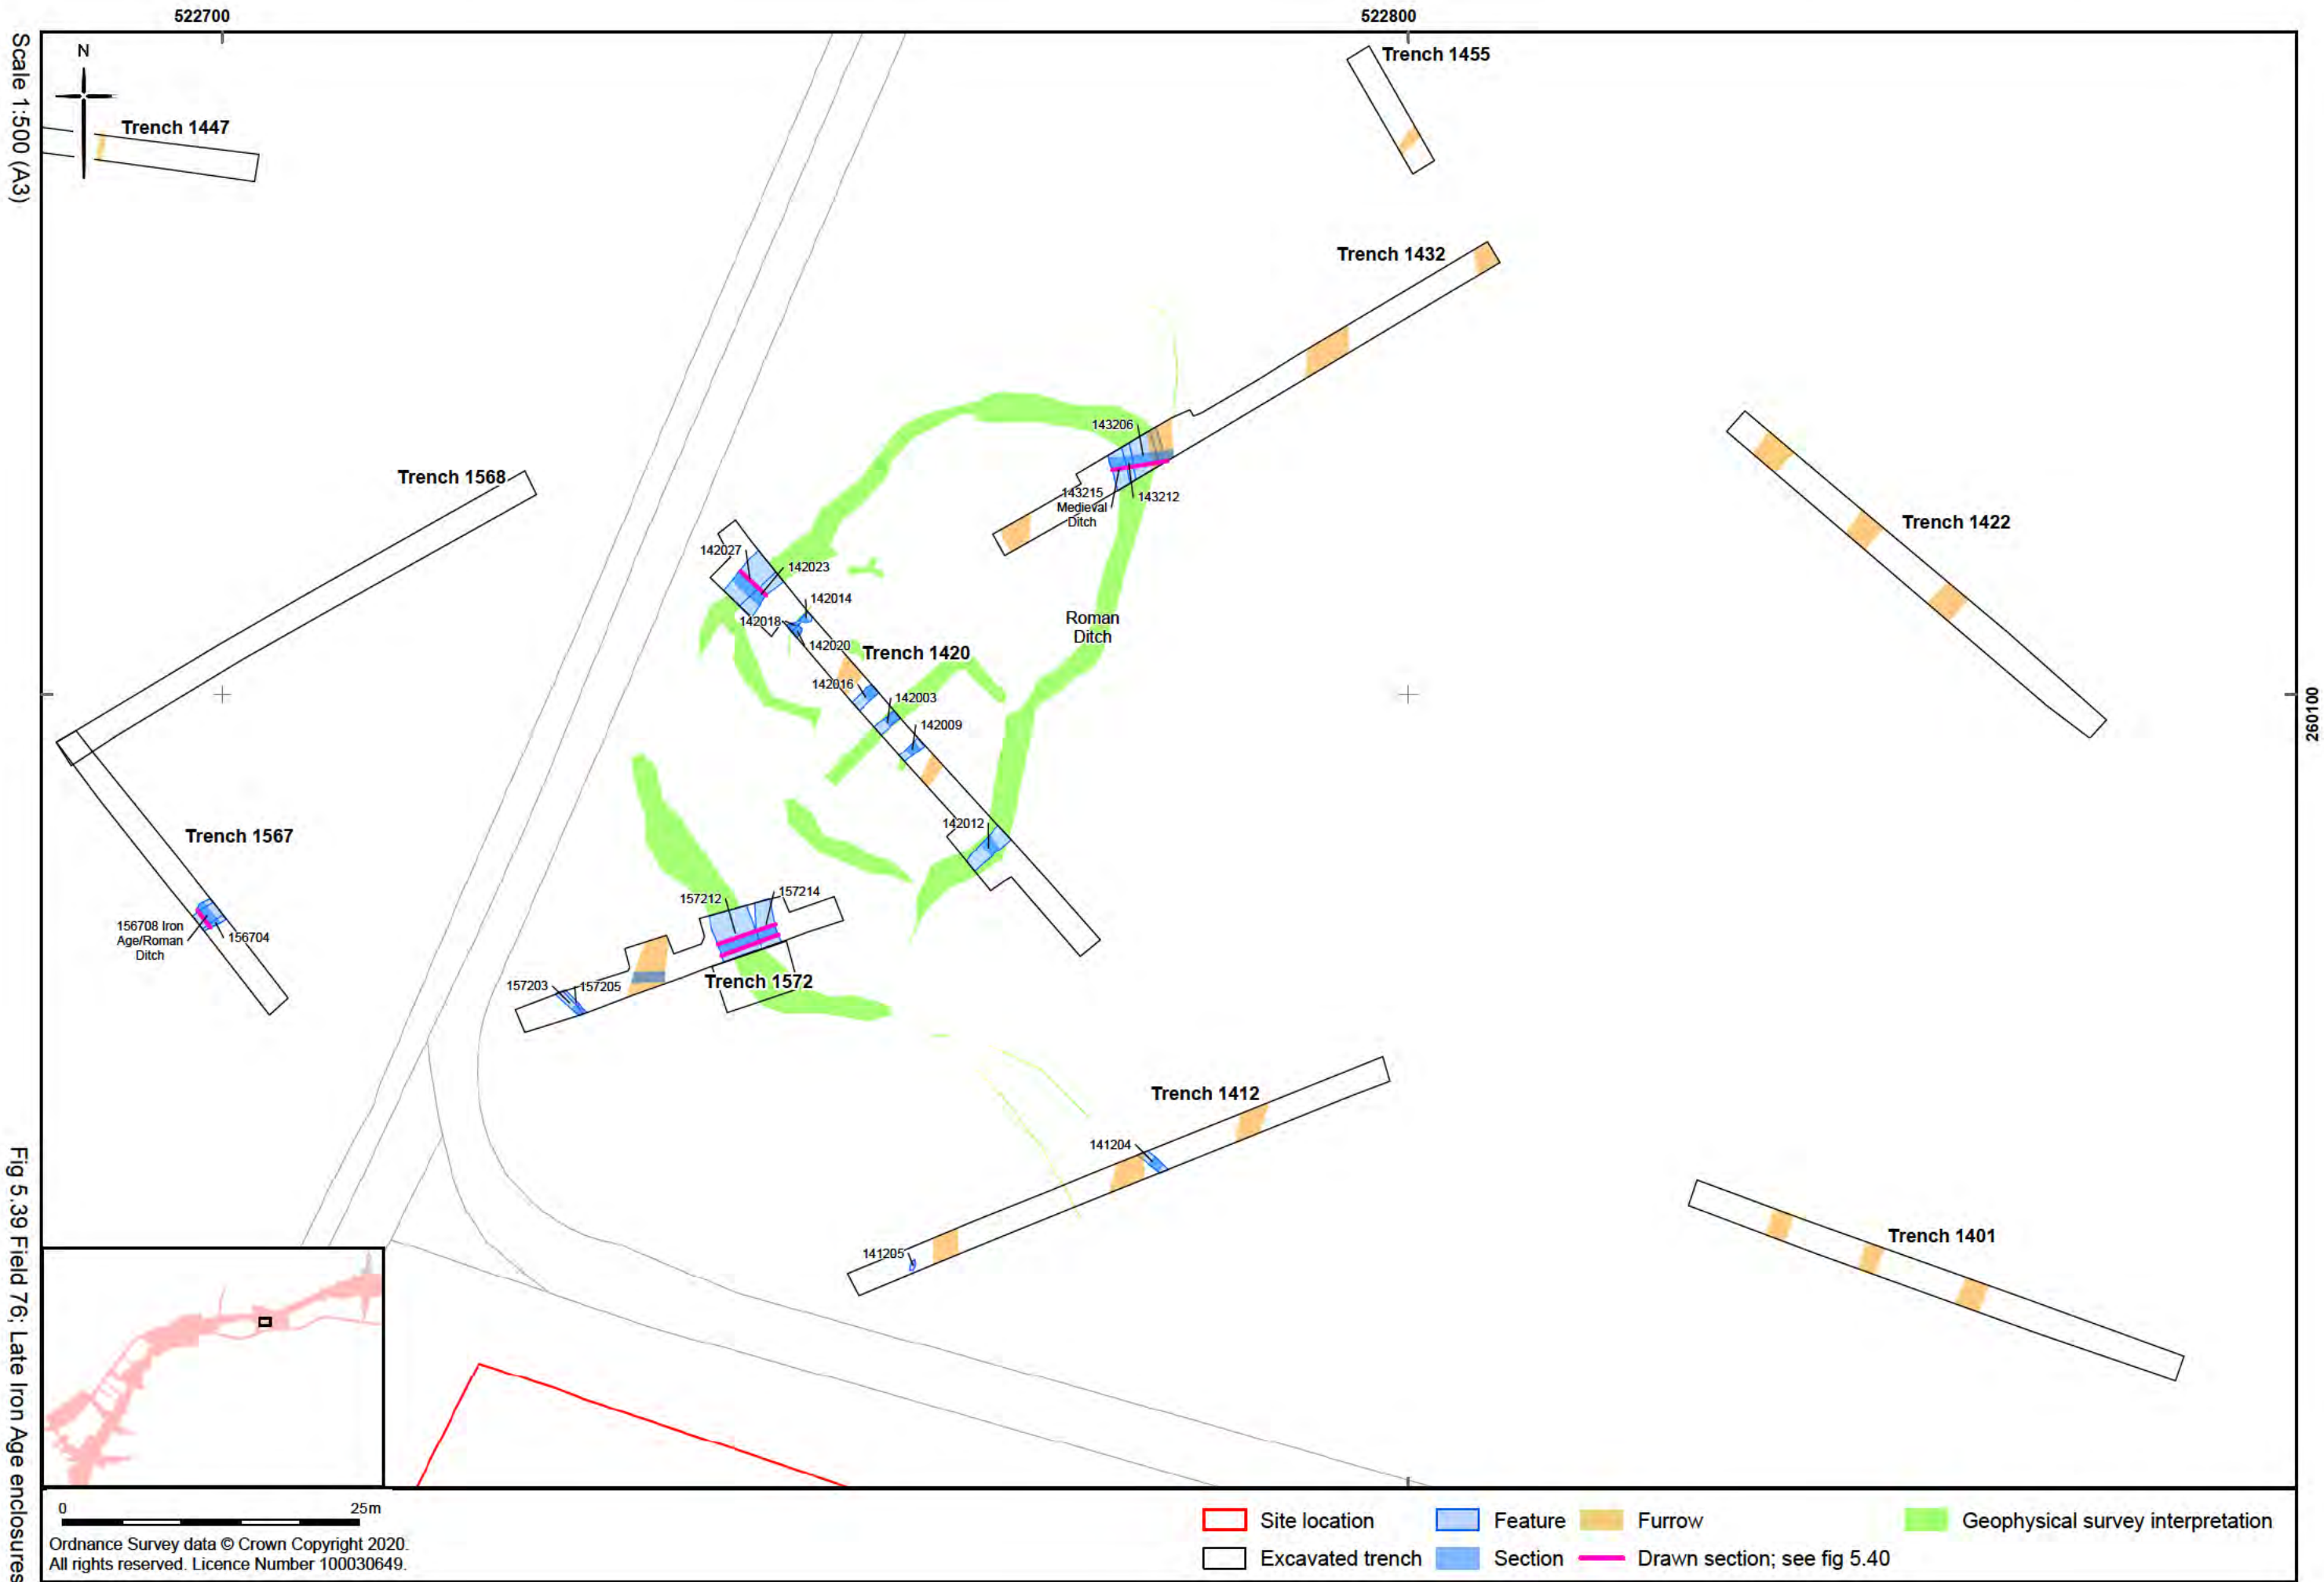 522700
522800
Scale 1:500 (A3)
N
Trench 1455
Trench 1447
Trench 1432
143206
Trench 1568
143215
Medieval
Ditch
143212
Trench 1422
142027
142023
142014
142018
142020
Roman
Ditch
Trench 1420
142016
142003
142009
260100
142012
Trench 1567
157212
157214
156708 Iron
Age/Roman
Ditch
156704
157203
157205
Trench 1572
Trench 1412
141204
141205
Trench 1401
Fig 5.39 Field 76; Late Iron Age enclosures
0 25m
Ordnance Survey data © Crown Copyright 2020.
All rights reserved. Licence Number 100030649.
Site location
Feature
Furrow
Geophysical survey interpretation
Excavated trench
Section
Drawn section; see fig 5.40